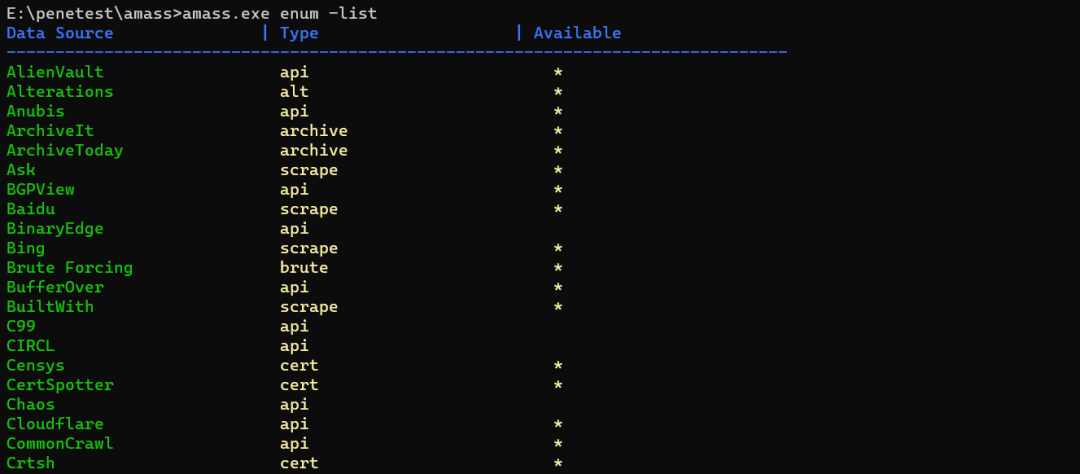 E:\penetest\amass>amass.exe enum -list
Data Source | Type | Available
--------------------------------------------------------------------------------
AlienVault api *
Alterations alt *
Anubis api *
ArchiveIt archive *
ArchiveToday archive *
Ask scrape *
BGPView api *
Baidu scrape *
BinaryEdge api
Bing scrape *
Brute Forcing brute *
BufferOver api *
BuiltWith scrape *
C99 api
CIRCL api
Censys cert *
CertSpotter cert *
Chaos api
Cloudflare api *
CommonCrawl api *
Crtsh cert *